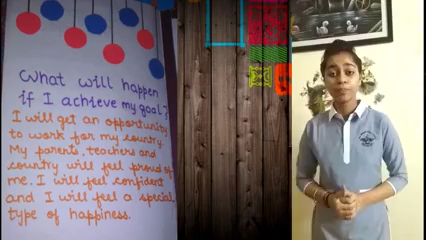 What will happen
if I achieve my goal?
I will get an opportunity
to work for my country.
My parents, teachers and
country will feel proud of
me. I will feel confident
and I will feel a special
type of happiness.